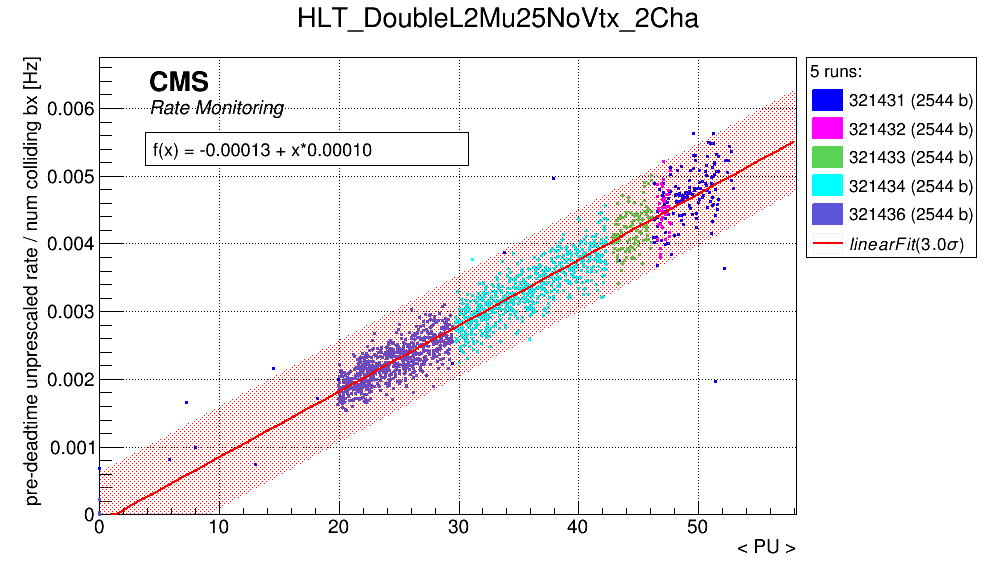 HLT_DoubleL2Mu25NoVtx_2Cha
pre-deadtime unprescaled rate / num colliding bx [Hz]
CMS
Rate Monitoring
f(x) = -0.00013 + x*0.00010
0.006
0.005
0.004
0.003
0.002
0.001
0
0 10 20 30 40 50
< PU >
5 runs:
321431 (2544 b)
321432 (2544 b)
321433 (2544 b)
321434 (2544 b)
321436 (2544 b)
linearFit(3.0σ)